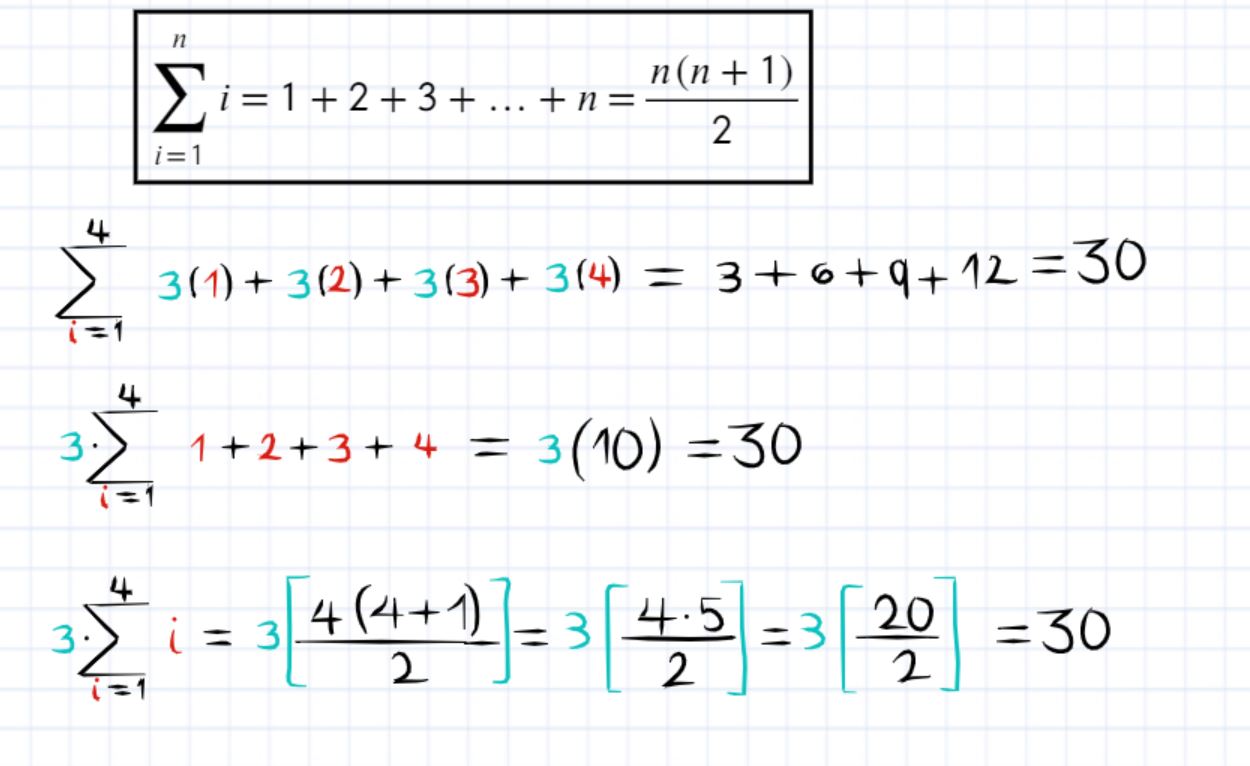 \sum_{i=1}^{n} i = 1 + 2 + 3 + … + n = \frac{n(n + 1)}{2}
\sum_{i=1}^{4} 3(1) + 3(2) + 3(3) + 3(4) = 3 + 6 + 9 + 12 = 30
3 \cdot \sum_{i=1}^{4} 1 + 2 + 3 + 4 = 3(10) = 30
3 \cdot \sum_{i=1}^{4} i = 3\left[\frac{4(4+1)}{2}\right] = 3\left[\frac{4 \cdot 5}{2}\right] = 3\left[\frac{20}{2}\right] = 30